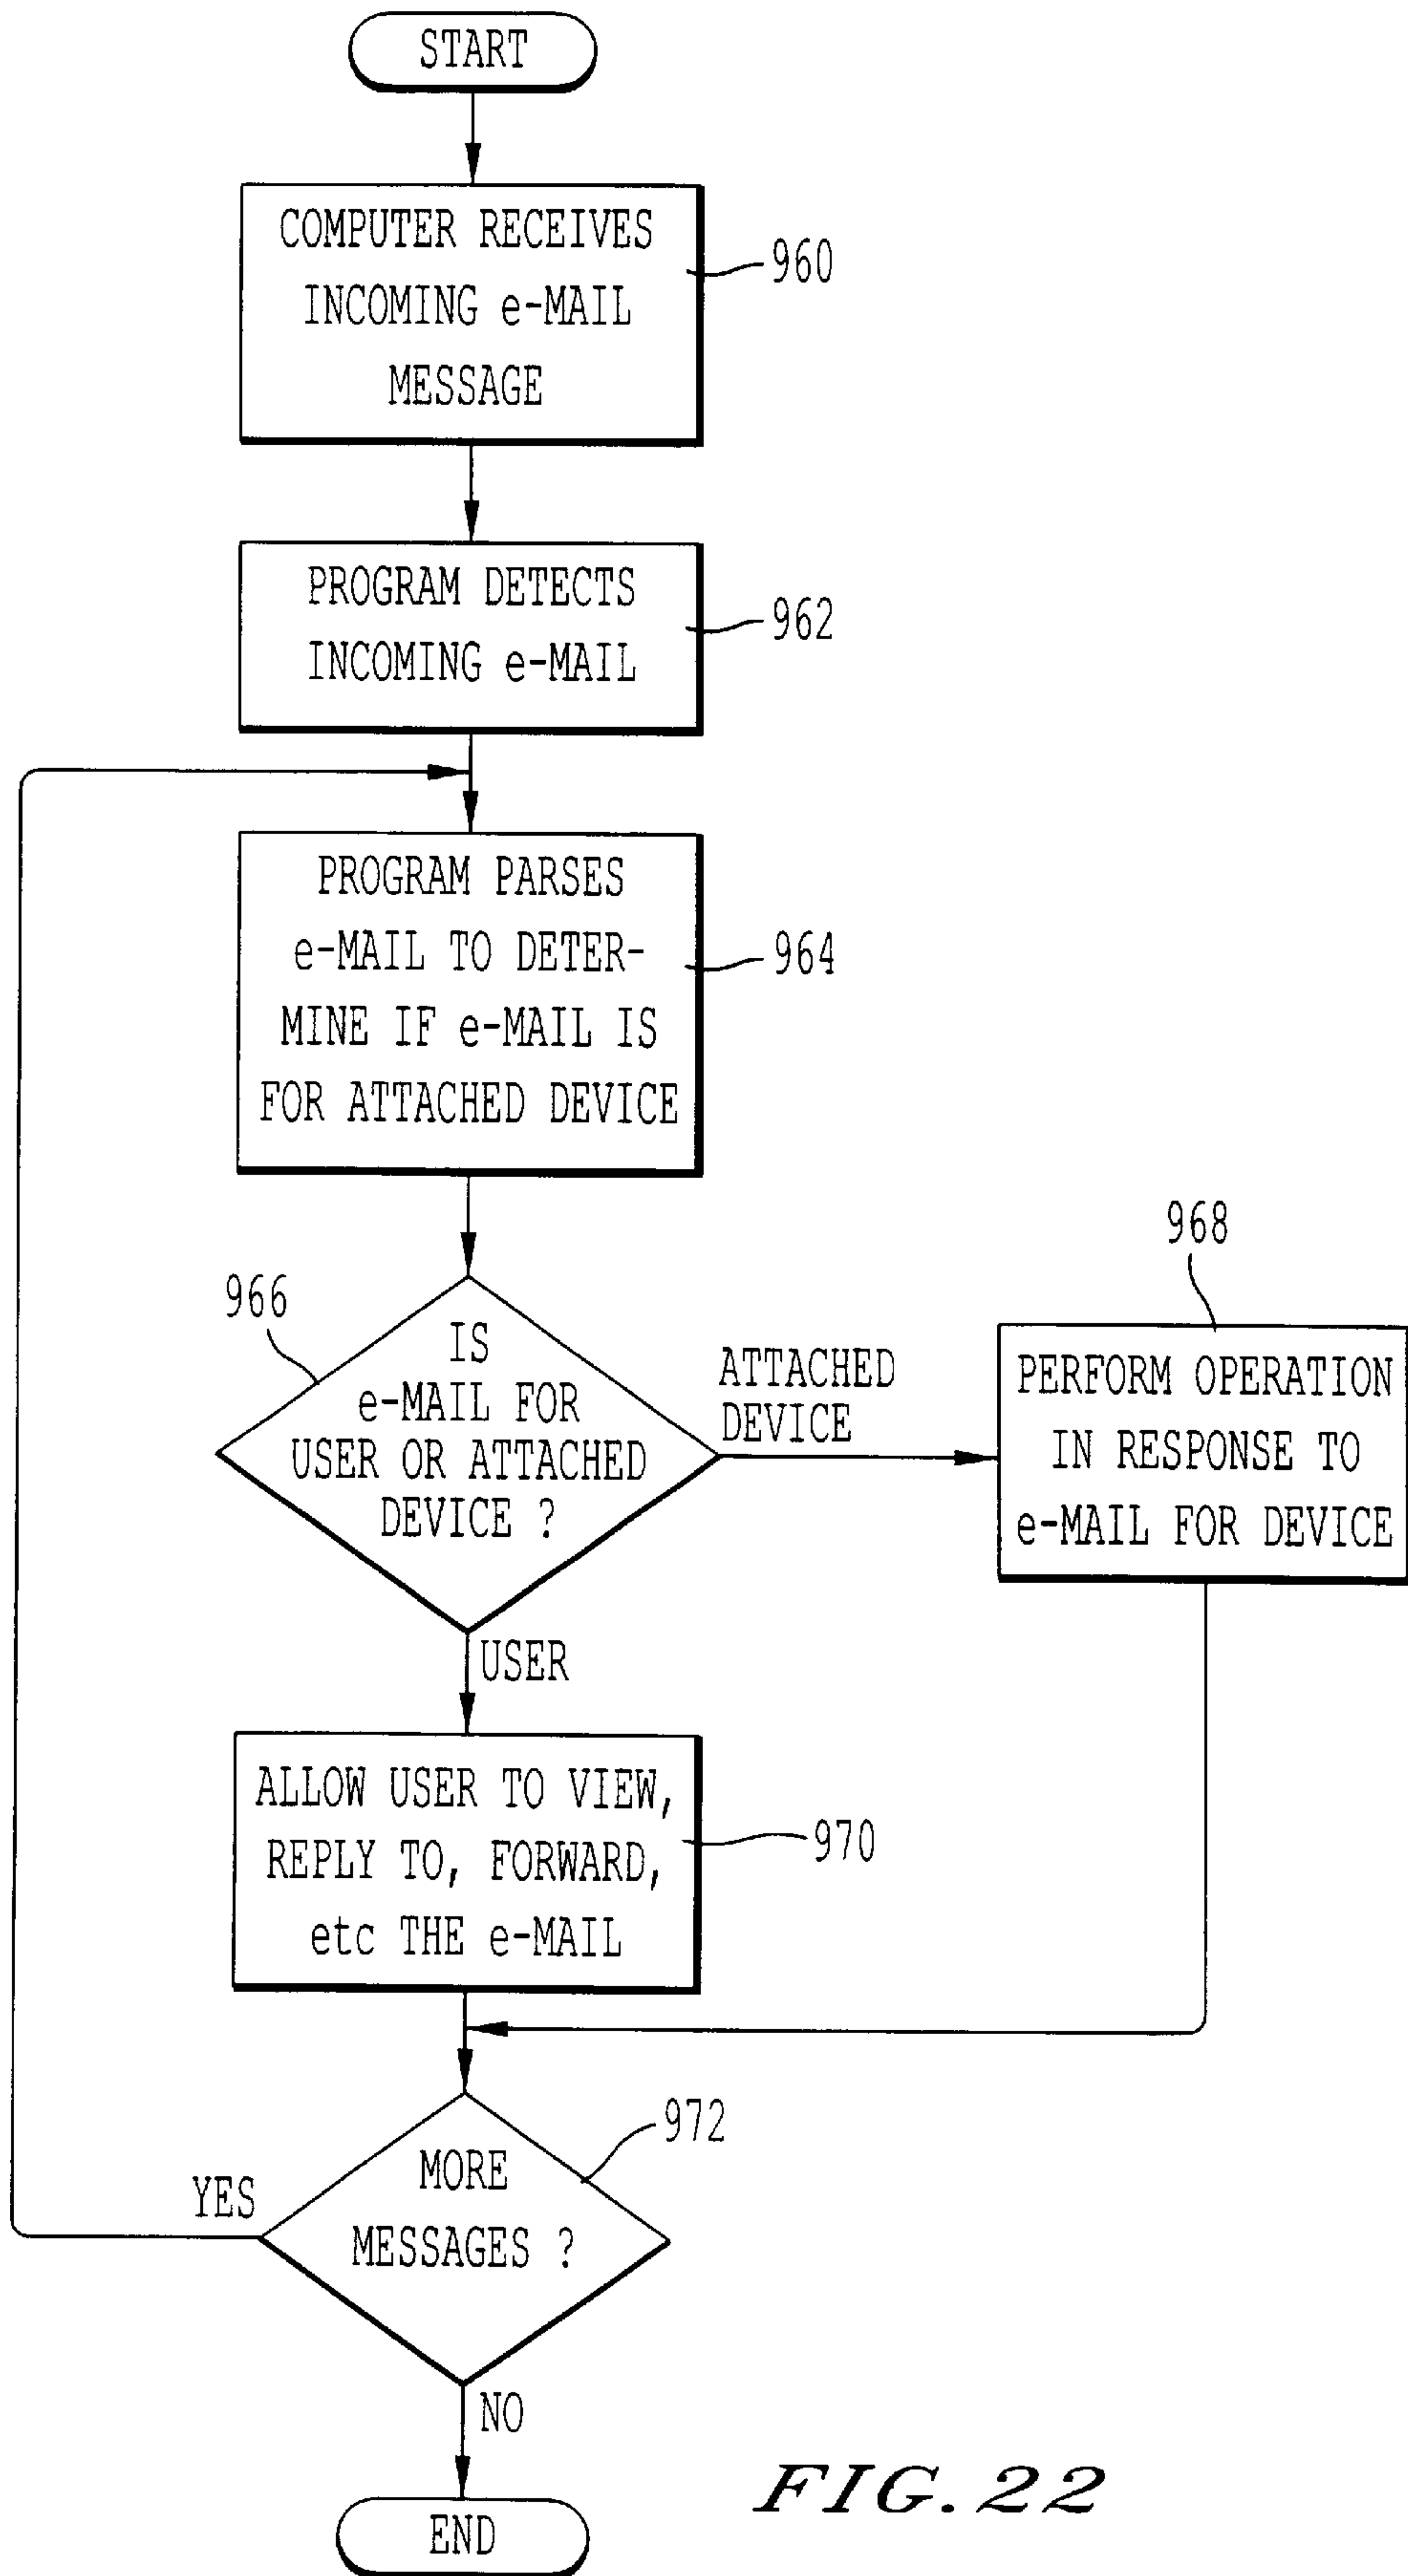 START
COMPUTER RECEIVES
INCOMING e-MAIL
MESSAGE
960
PROGRAM DETECTS
INCOMING e-MAIL
962
PROGRAM PARSES
e-MAIL TO DETER-
MINE IF e-MAIL IS
FOR ATTACHED DEVICE
964
966
IS
e-MAIL FOR
USER OR ATTACHED
DEVICE ?
ATTACHED
DEVICE
968
PERFORM OPERATION
IN RESPONSE TO
e-MAIL FOR DEVICE
USER
ALLOW USER TO VIEW,
REPLY TO, FORWARD,
etc THE e-MAIL
970
972
MORE
MESSAGES ?
YES
NO
END
FIG. 22